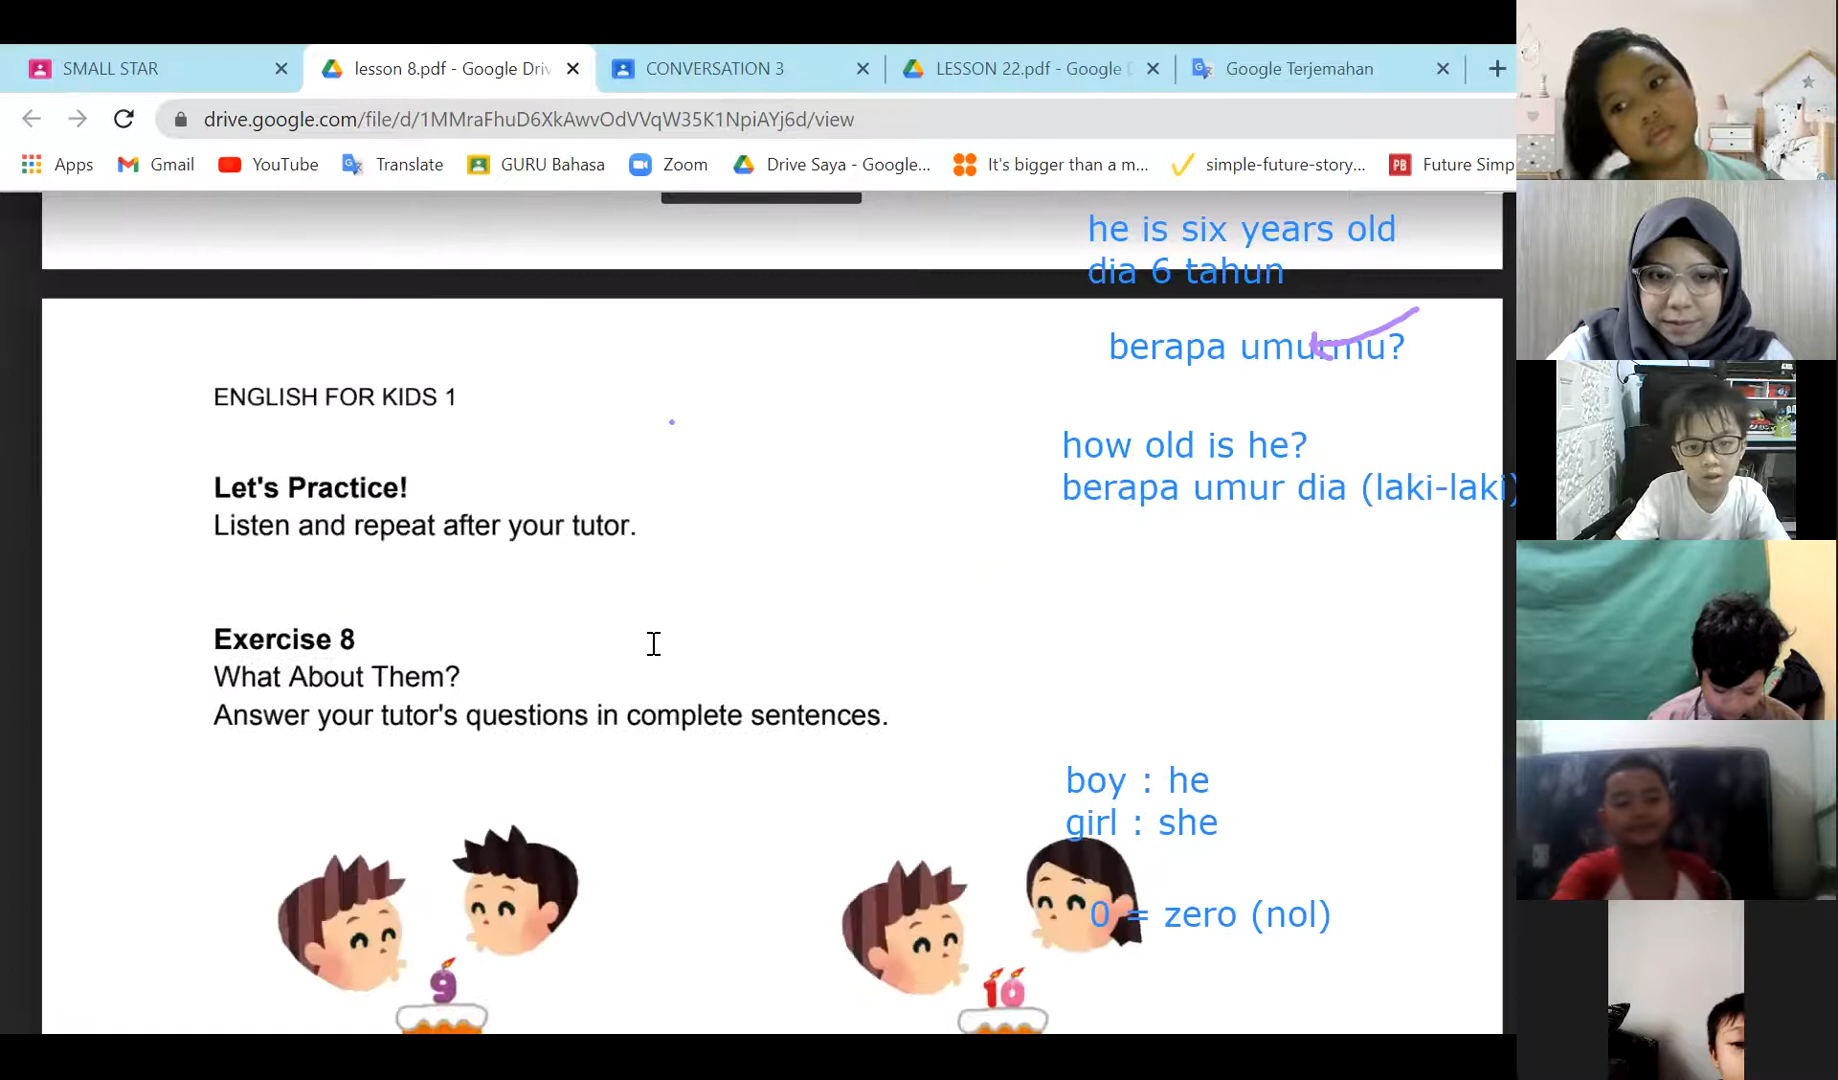 SMALL STAR
lesson 8.pdf - Google Driv
CONVERSATION 3
LESSON 22.pdf - Google D
Google Terjemahan
drive.google.com/file/d/1MMraFhuD6XkAwvOdVVqW35K1NpiAYj6d/view
Apps
Gmail
YouTube
Translate
GURU Bahasa
Zoom
Drive Saya - Google...
It's bigger than a m...
simple-future-story...
PB
Future Simp
he is six years old
dia 6 tahun
berapa umurmu?
ENGLISH FOR KIDS 1
how old is he?
berapa umur dia (laki-laki)
Let's Practice!
Listen and repeat after your tutor.
Exercise 8
What About Them?
Answer your tutor's questions in complete sentences.
boy : he
girl : she
0 = zero (nol)
9
10